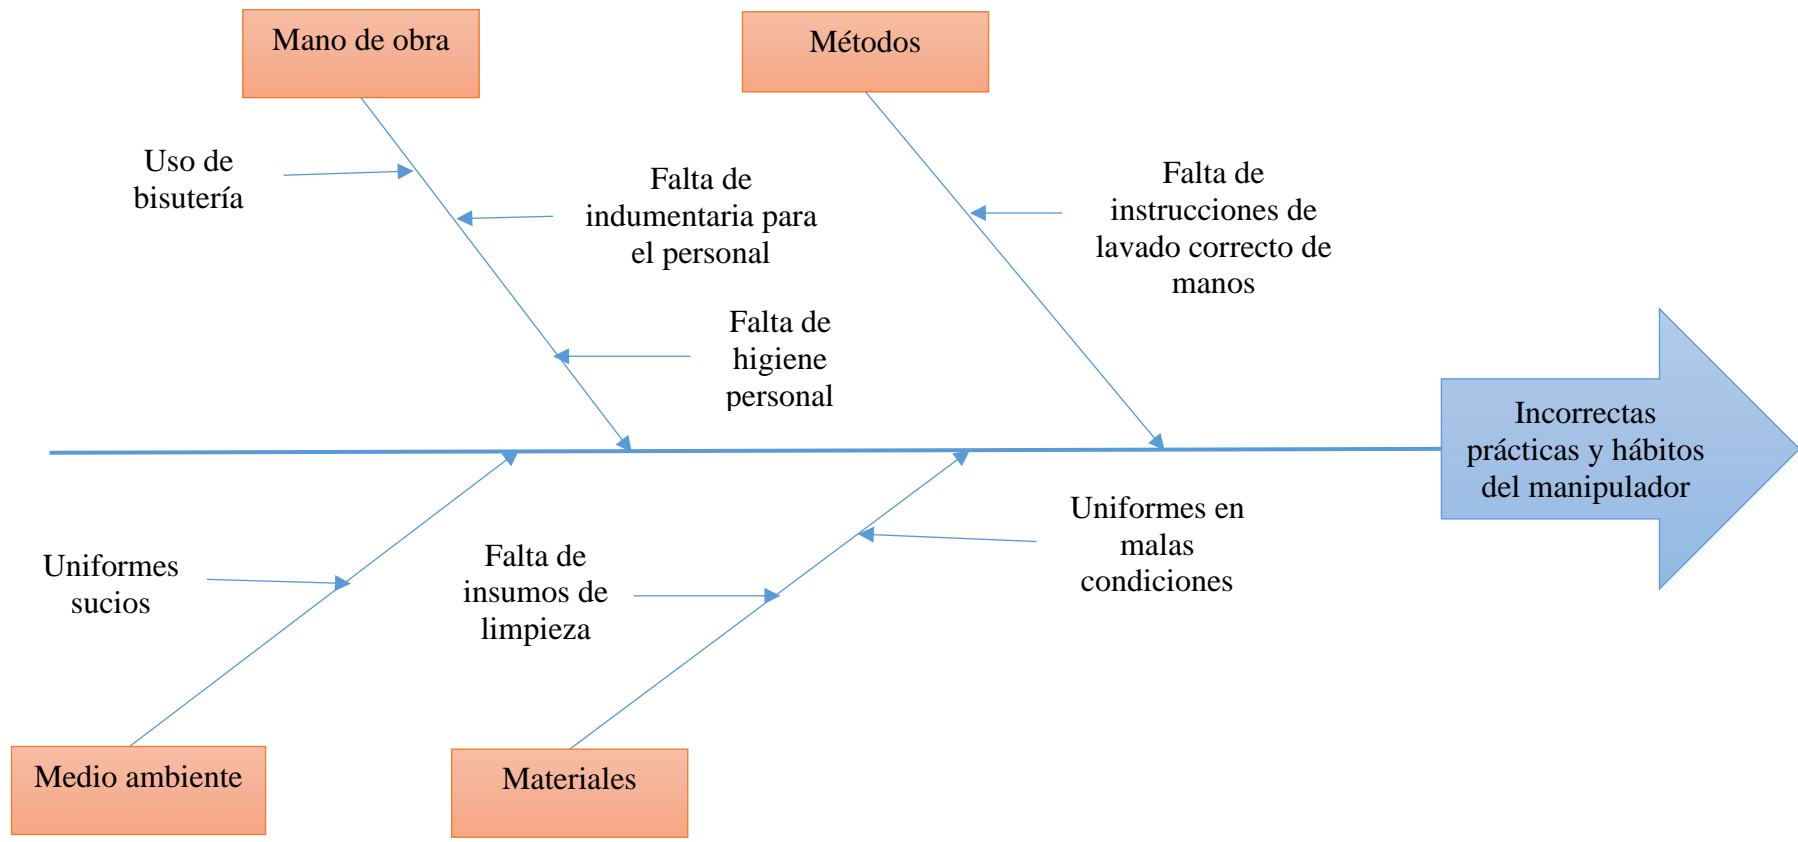 Mano de obra
Métodos
Uso de
bisutería
Falta de
indumentaria para
el personal
Falta de
instrucciones de
lavado correcto de
manos
Falta de
higiene
personal
Incorrectas
prácticas y hábitos
del manipulador
Uniformes
sucios
Falta de
insumos de
limpieza
Uniformes en
malas
condiciones
Medio ambiente
Materiales